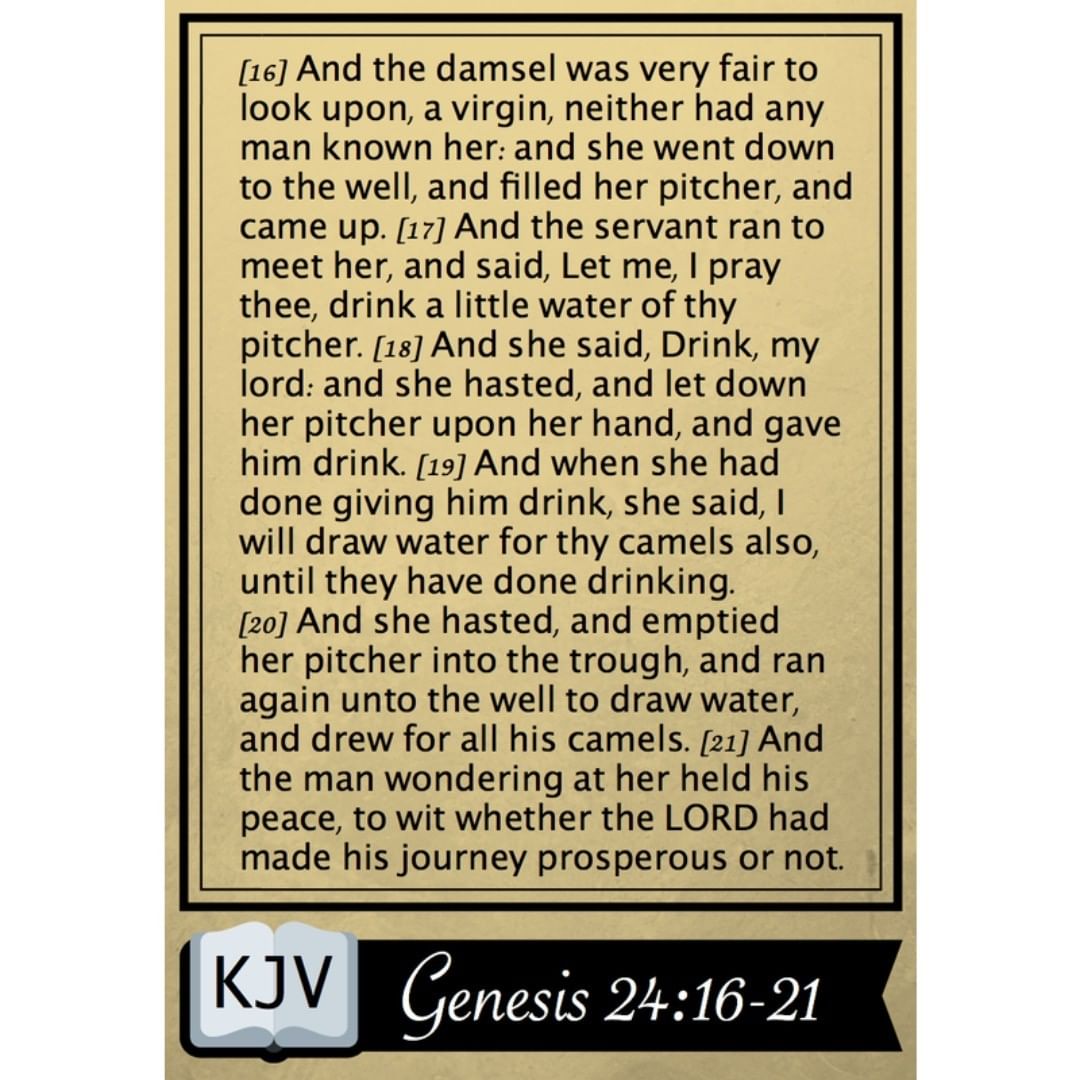 [16] And the damsel was very fair to
look upon, a virgin, neither had any
man known her: and she went down
to the well, and filled her pitcher, and
came up. [17] And the servant ran to
meet her, and said, Let me, I pray
thee, drink a little water of thy
pitcher. [18] And she said, Drink, my
lord: and she hasted, and let down
her pitcher upon her hand, and gave
him drink. [19] And when she had
done giving him drink, she said, I
will draw water for thy camels also,
until they have done drinking.
[20] And she hasted, and emptied
her pitcher into the trough, and ran
again unto the well to draw water,
and drew for all his camels. [21] And
the man wondering at her held his
peace, to wit whether the LORD had
made his journey prosperous or not.
KJV
Genesis 24:16-21